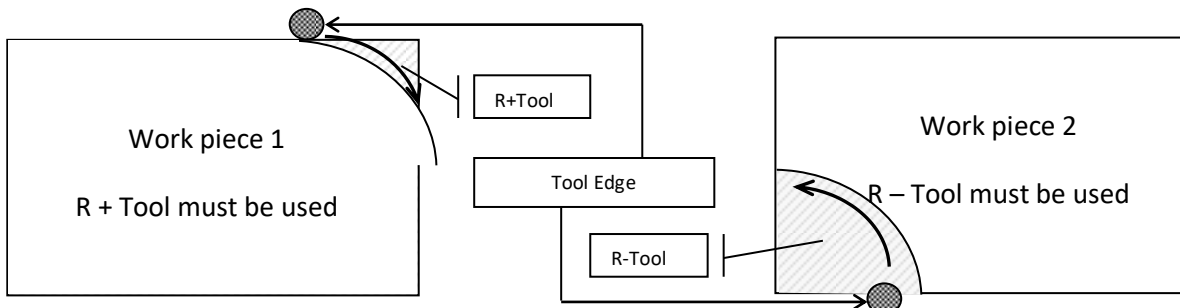 R+Tool
Work piece 1
R + Tool must be used
Tool Edge
Work piece 2
R – Tool must be used
R-Tool